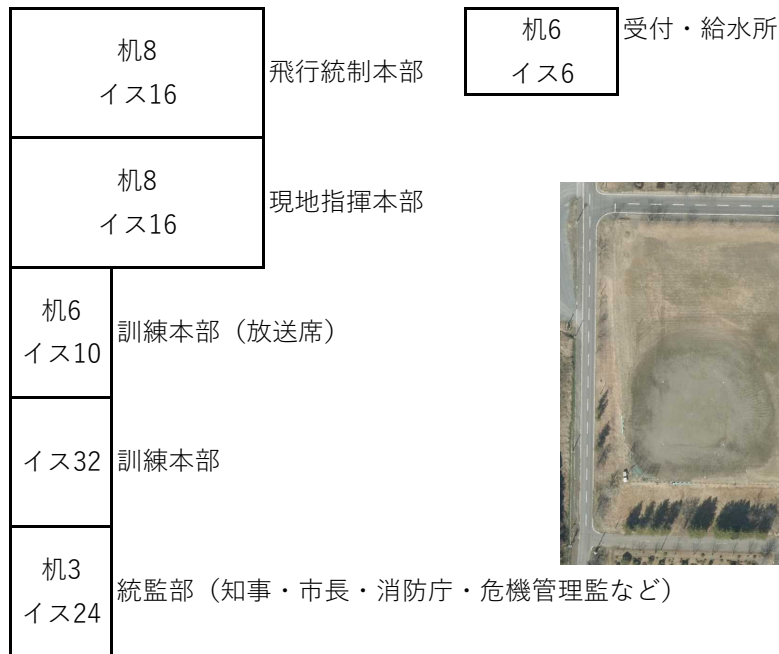 机8
イス16
飛行統制本部
机6
イス6
受付・給水所
机8
イス16
現地指揮本部
机6
イス10
訓練本部（放送席）
イス32
訓練本部
机3
イス24
統監部（知事・市長・消防庁・危機管理監など）